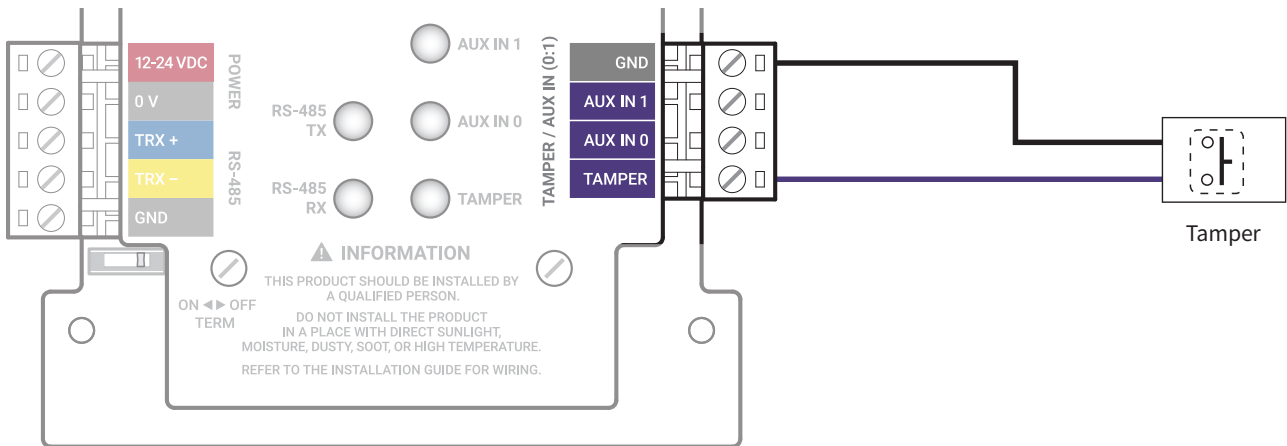 12-24 VDC
0 V
TRX +
TRX –
GND
POWER
RS-485
AUX IN 1
RS-485
TX
AUX IN 0
RS-485
RX
TAMPER
TAMPER / AUX IN (0:1)
GND
AUX IN 1
AUX IN 0
TAMPER
Tamper
ON ◀▶ OFF
TERM
INFORMATION
THIS PRODUCT SHOULD BE INSTALLED BY
A QUALIFIED PERSON.
DO NOT INSTALL THE PRODUCT
IN A PLACE WITH DIRECT SUNLIGHT,
MOISTURE, DUSTY, SOOT, OR HIGH TEMPERATURE.
REFER TO THE INSTALLATION GUIDE FOR WIRING.